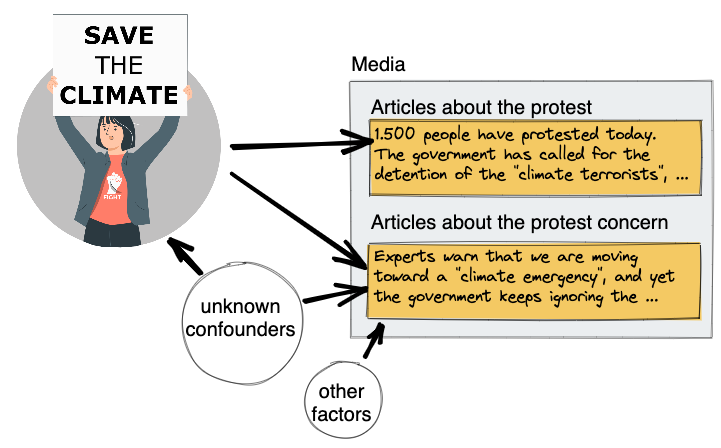 SAVE
THE
CLIMATE
FIGHT
Media
Articles about the protest
1.500 people have protested today.
The government has called for the
detention of the "climate terrorists", ...
Articles about the protest concern
Experts warn that we are moving
toward a "climate emergency", and yet
the government keeps ignoring the ...
unknown
confounders
other
factors